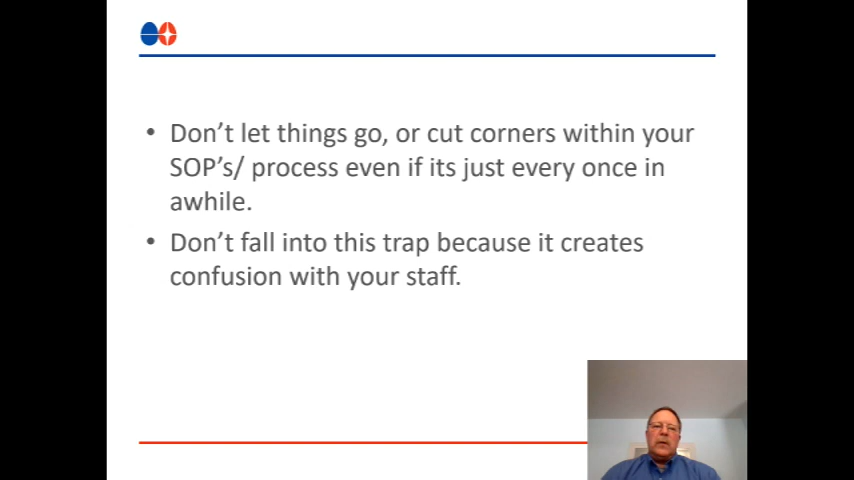 • Don’t let things go, or cut corners within your
SOP’s/ process even if its just every once in
awhile.
• Don’t fall into this trap because it creates
confusion with your staff.